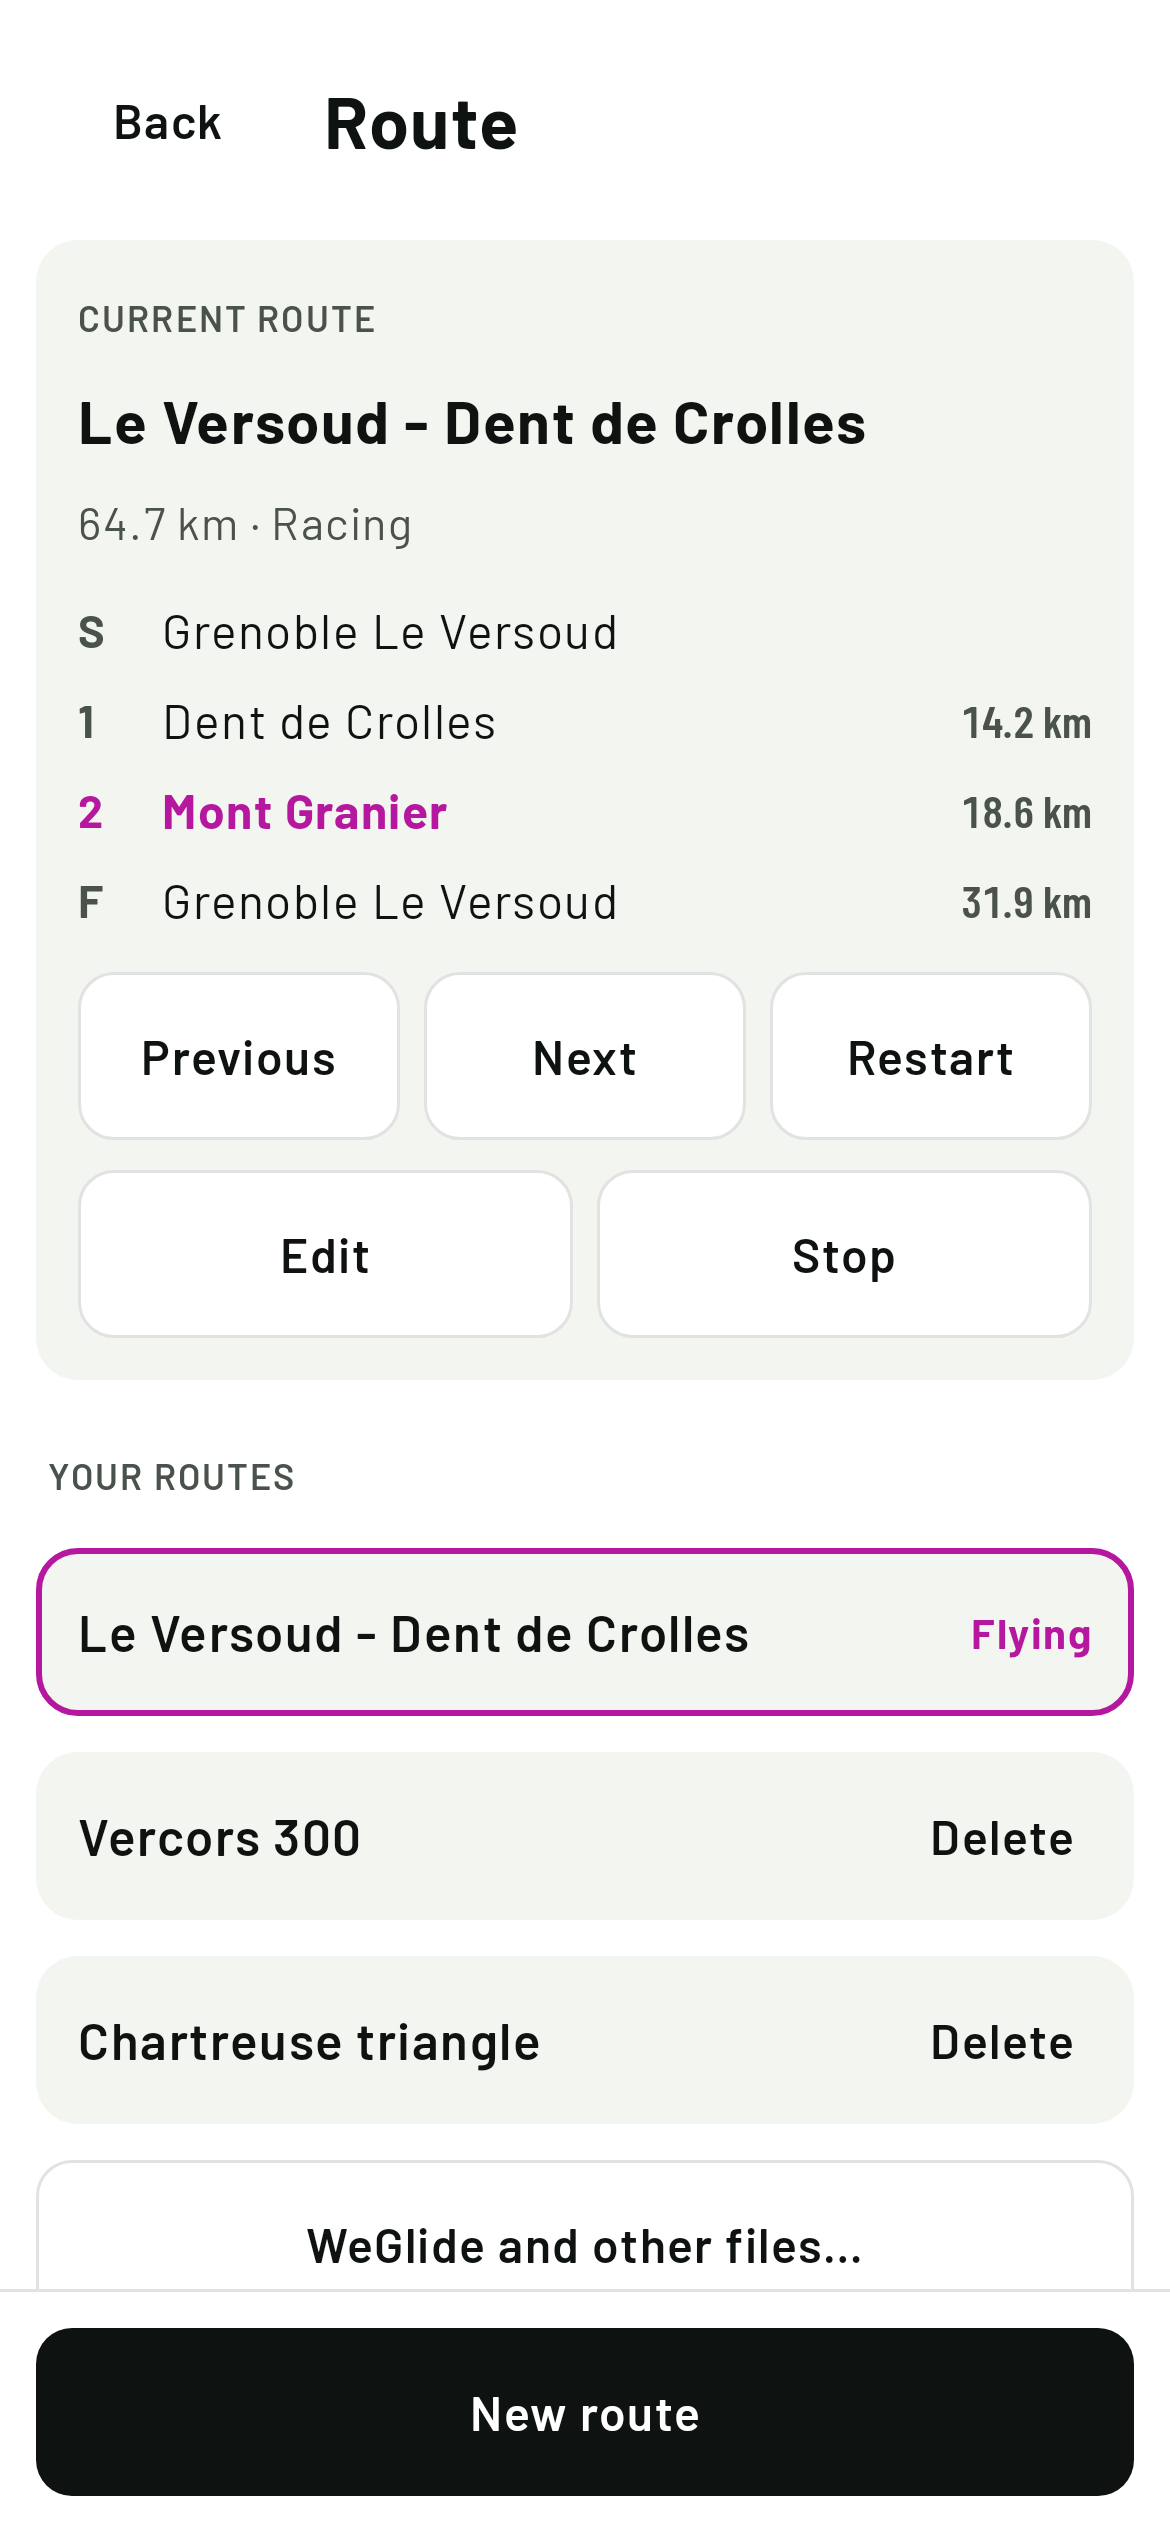 Back Route
CURRENT ROUTE
Le Versoud - Dent de Crolles
64.7 km · Racing
S Grenoble Le Versoud
1 Dent de Crolles 14.2 km
2 Mont Granier 18.6 km
F Grenoble Le Versoud 31.9 km
Previous Next Restart
Edit Stop
YOUR ROUTES
Le Versoud - Dent de Crolles Flying
Vercors 300 Delete
Chartreuse triangle Delete
WeGlide and other files...
New route